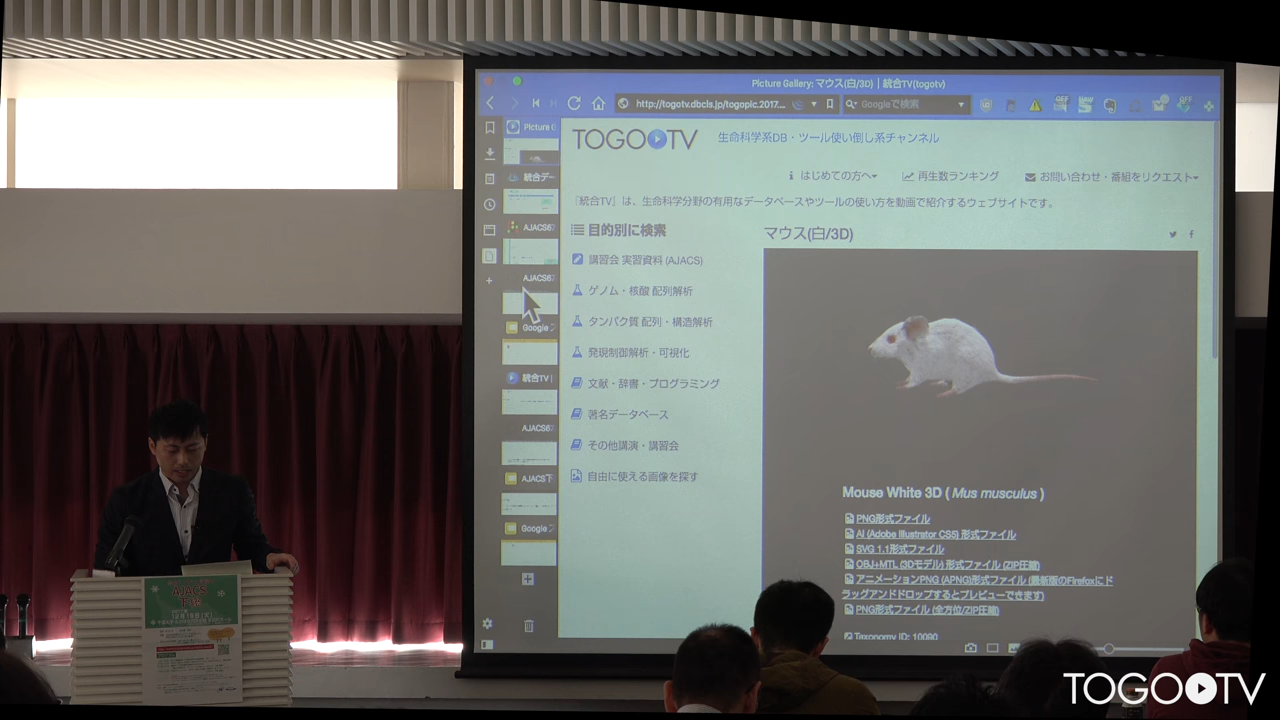 Picture Gallery: マウス(白/3D) | 統合TV(togotv)
http://togotv.dbcls.jp/togopic.2017....
Googleで検索
Picture G
統合デー
AJACS6
AJACS6
Google
統合TV |
AJACS6
AJACS下
Google
TOGOTV
生命科学系DB・ツール使い倒し系チャンネル
はじめての方へ
再生数ランキング
お問い合わせ・番組をリクエスト
『統合TV』は、生命科学分野の有用なデータベースやツールの使い方を動画で紹介するウェブサイトです。
目的別に検索
講習会 実習資料 (AJACS)
ゲノム・核酸 配列解析
タンパク質 配列・構造解析
発現制御解析・可視化
文献・辞書・プログラミング
著名データベース
その他講演・講習会
自由に使える画像を探す
マウス(白/3D)
Mouse White 3D ( Mus musculus )
PNG形式ファイル
AI (Adobe Illustrator CS5) 形式ファイル
SVG 1.1形式ファイル
OBJ+MTL (3Dモデル) 形式ファイル (ZIP圧縮)
アニメーションPNG (APNG)形式ファイル (最新版のFirefoxにド
ラッグアンドドロップするとプレビューできます)
PNG形式ファイル (全方位/ZIP圧縮)
Taxonomy ID: 10090
AJACS
TOGOTV